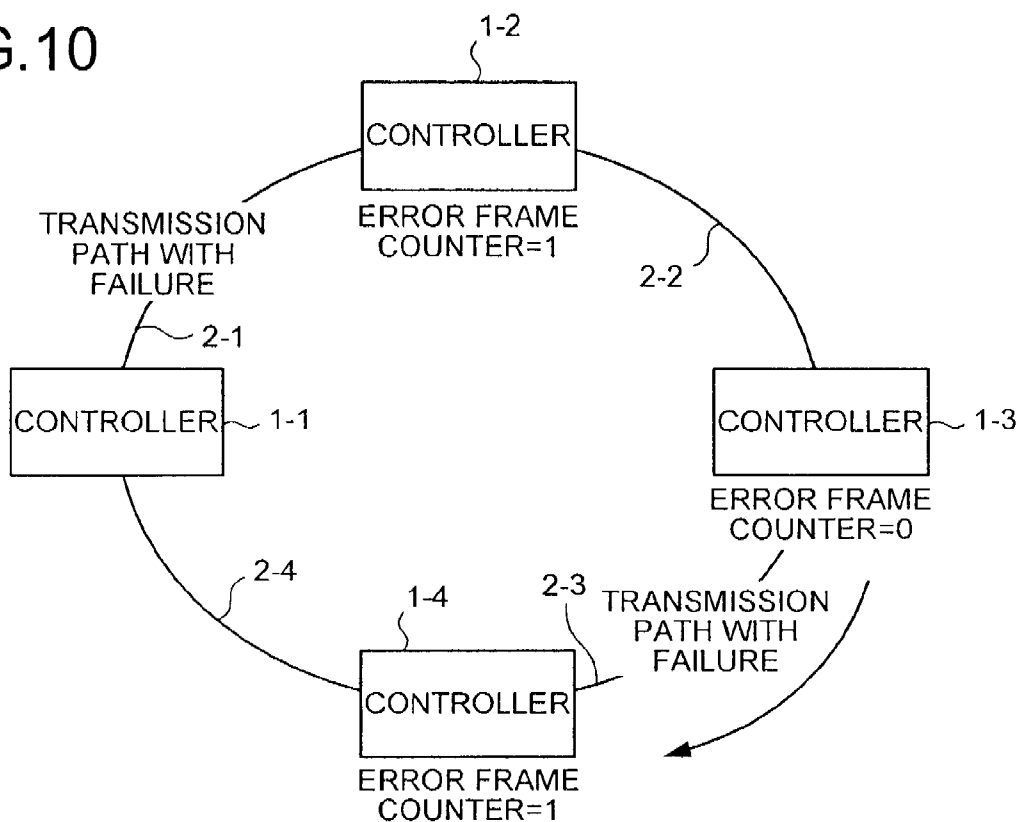 G.10
1-2
CONTROLLER
ERROR FRAME
COUNTER=1
TRANSMISSION
PATH WITH
FAILURE
2-2
2-1
CONTROLLER
1-1
CONTROLLER
1-3
ERROR FRAME
COUNTER=0
2-4
1-4
2-3
TRANSMISSION
PATH WITH
FAILURE
CONTROLLER
ERROR FRAME
COUNTER=1